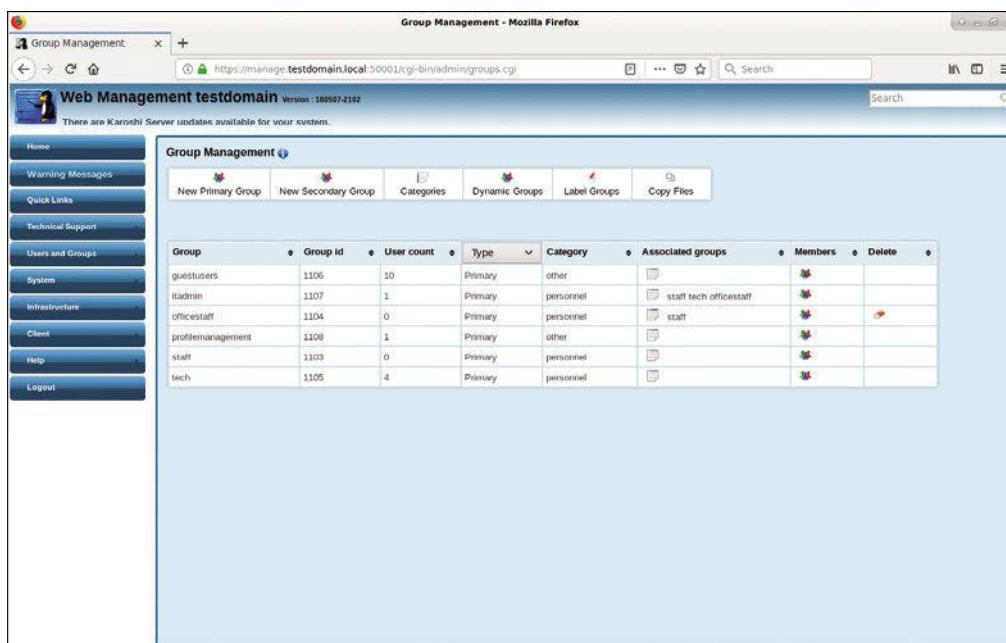 Group Management - Mozilla Firefox
Group Management × +
https://manage.testdomain.local:50001/cgi-bin/admin/groups.cgi
Search
Web Management testdomain Version : 180507-2102
Search
There are Karoshi Server updates available for your system.
Home
Warning Messages
Quick Links
Technical Support
Users and Groups
System
Infrastructure
Client
Help
Logout
Group Management
New Primary Group New Secondary Group Categories Dynamic Groups Label Groups Copy Files
Group Group id User count Type Category Associated groups Members Delete
guestusers 1106 10 Primary other
itadmin 1107 1 Primary personnel staff tech officestaff
officestaff 1104 0 Primary personnel staff
profilemanagement 1108 1 Primary other
staff 1103 0 Primary personnel
tech 1105 4 Primary personnel